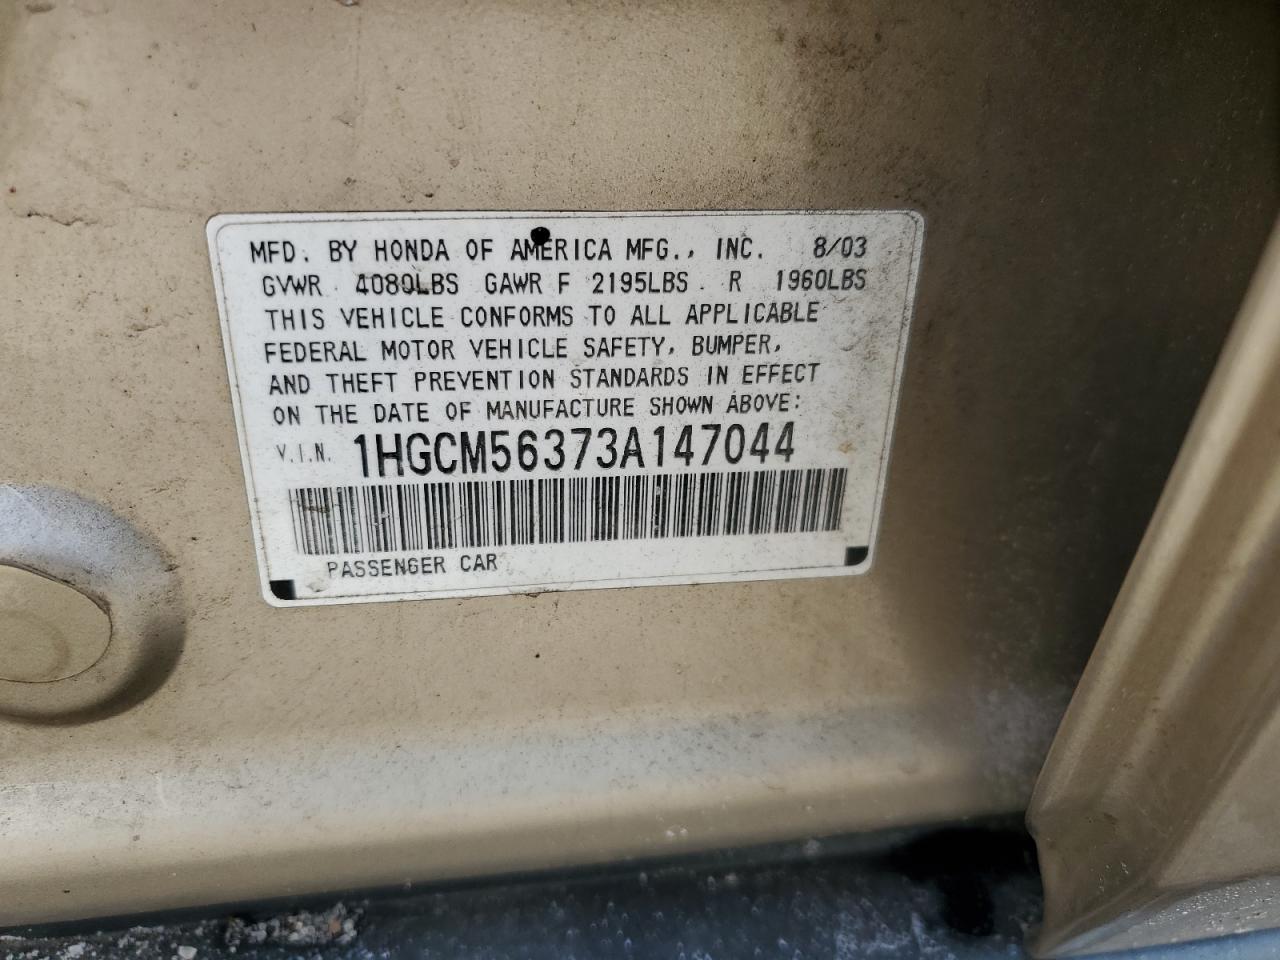 MFD. BY HONDA OF AMERICA MFG., INC. 8/03
GVWR 4080LBS GAWR F 2195LBS R 1960LBS
THIS VEHICLE CONFORMS TO ALL APPLICABLE
FEDERAL MOTOR VEHICLE SAFETY, BUMPER,
AND THEFT PREVENTION STANDARDS IN EFFECT
ON THE DATE OF MANUFACTURE SHOWN ABOVE:
V.I.N. 1HGCM56373A147044
PASSENGER CAR